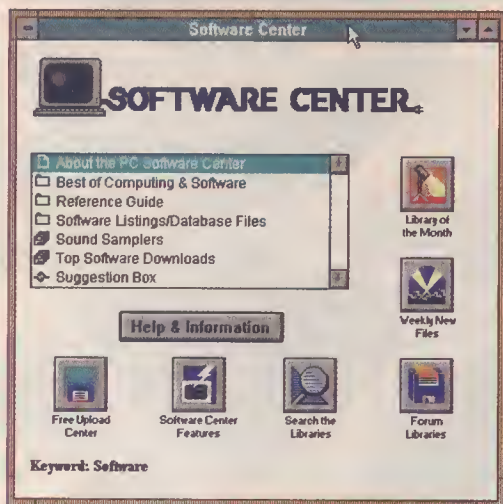 Software Center
SOFTWARE CENTER
About the PC Software Center
Best of Computing & Software
Reference Guide
Software Listings/Database Files
Sound Samplers
Top Software Downloads
Suggestion Box
Library of
the Month
Weekly New
Files
Help & Information
Free Upload
Center
Software Center
Features
Search the
Libraries
Forum
Libraries
Keyword: Software